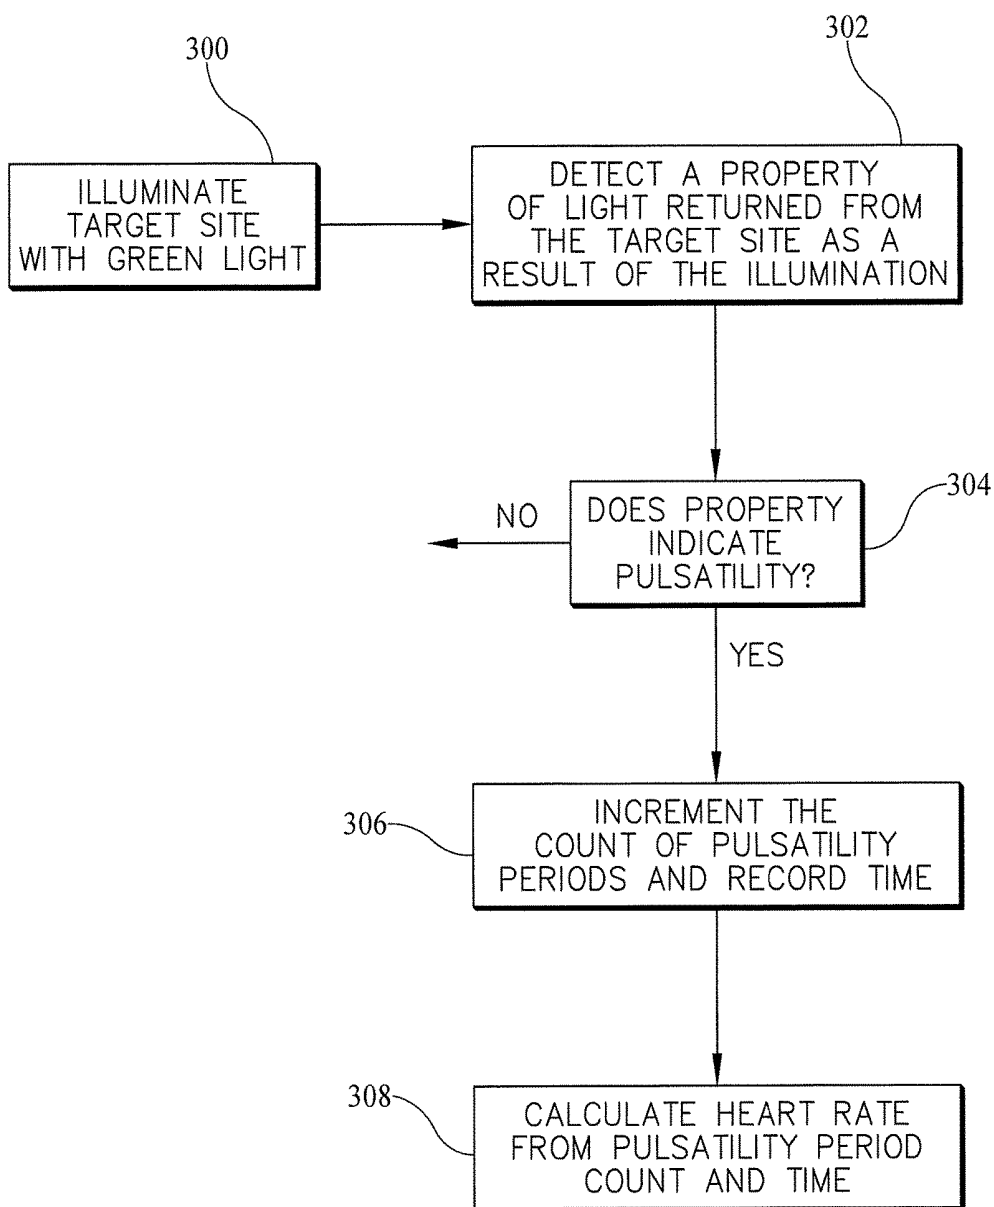 300
ILLUMINATE
TARGET SITE
WITH GREEN LIGHT
302
DETECT A PROPERTY
OF LIGHT RETURNED FROM
THE TARGET SITE AS A
RESULT OF THE ILLUMINATION
304
DOES PROPERTY
INDICATE
PULSATILITY?
NO
YES
306
INCREMENT THE
COUNT OF PULSATILITY
PERIODS AND RECORD TIME
308
CALCULATE HEART RATE
FROM PULSATILITY PERIOD
COUNT AND TIME